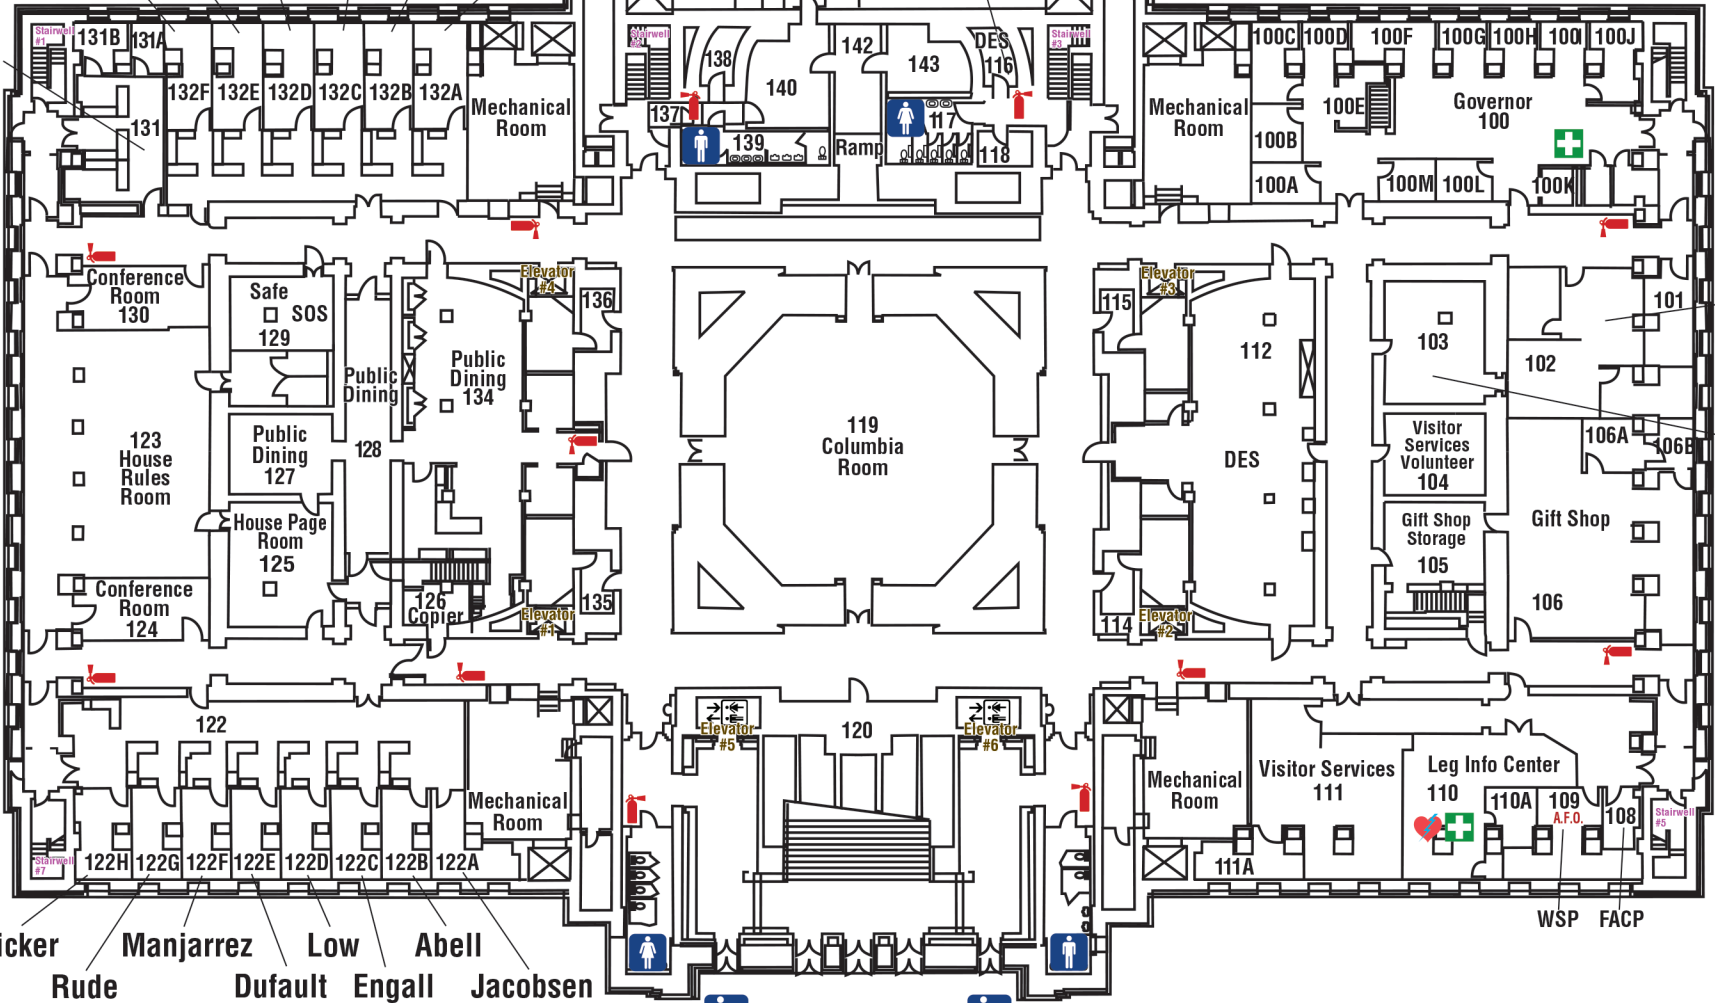 Stairwell
#1
131B
131A
132F
132E
132D
132C
132B
132A
131
Mechanical
Room
Stairwell
#2
138
137
140
139
142
Ramp
143
DES
116
117
118
Stairwell
#3
Mechanical
Room
100C
100D
100F
100G
100H
100I
100J
100E
Governor
100
100B
100A
100M
100L
100K
Conference
Room
130
Safe
SOS
129
Public
Dining
128
Public
Dining
134
Elevator
#4
136
123
House
Rules
Room
Public
Dining
127
House Page
Room
125
Conference
Room
124
126
Copier
Elevator
#1
135
119
Columbia
Room
115
Elevator
#3
112
DES
114
Elevator
#2
103
101
102
Visitor
Services
Volunteer
104
106A
106B
Gift Shop
Storage
105
Gift Shop
106
122
Mechanical
Room
122H
122G
122F
122E
122D
122C
122B
122A
Stairwell
#7
Elevator
#5
120
Elevator
#6
Mechanical
Room
Visitor Services
111
111A
Leg Info Center
110
110A
109
A.F.O.
108
Stairwell
#5
WSP
FACP
icker
Rude
Manjarrez
Dufault
Low
Engall
Abell
Jacobsen